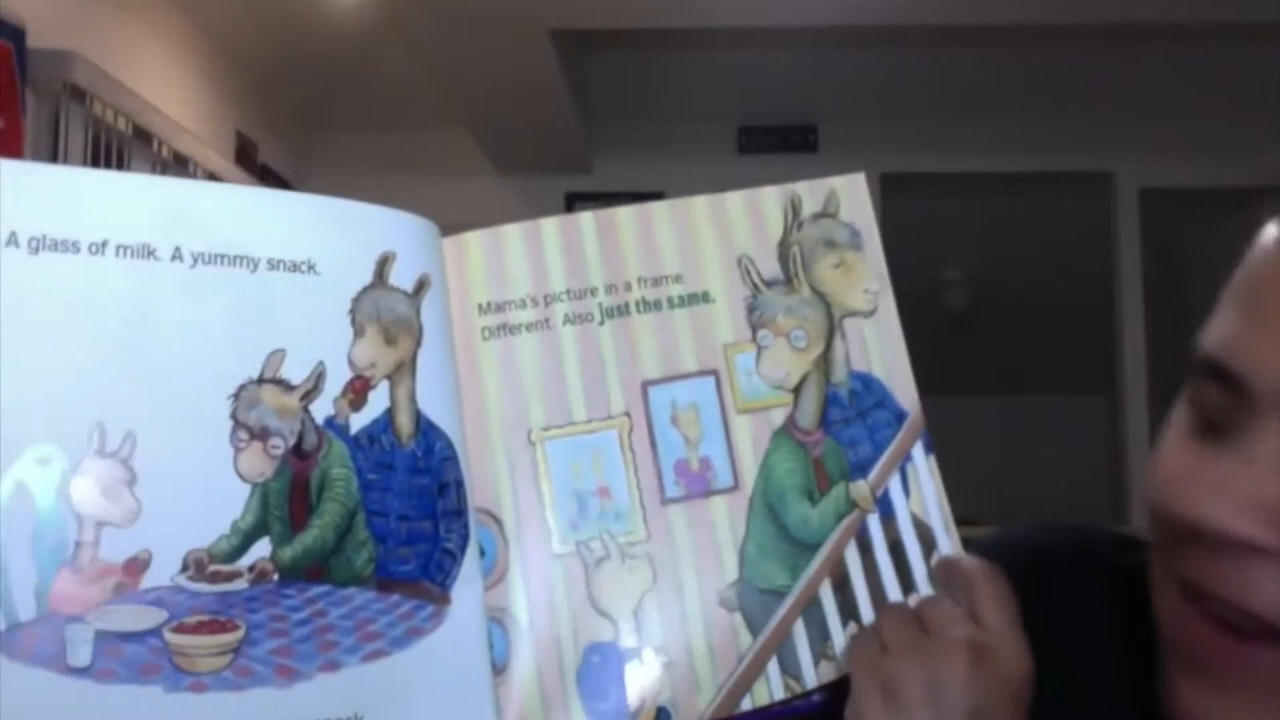 A glass of milk. A yummy snack.
Mama's picture in a frame
Different. Also just the same.